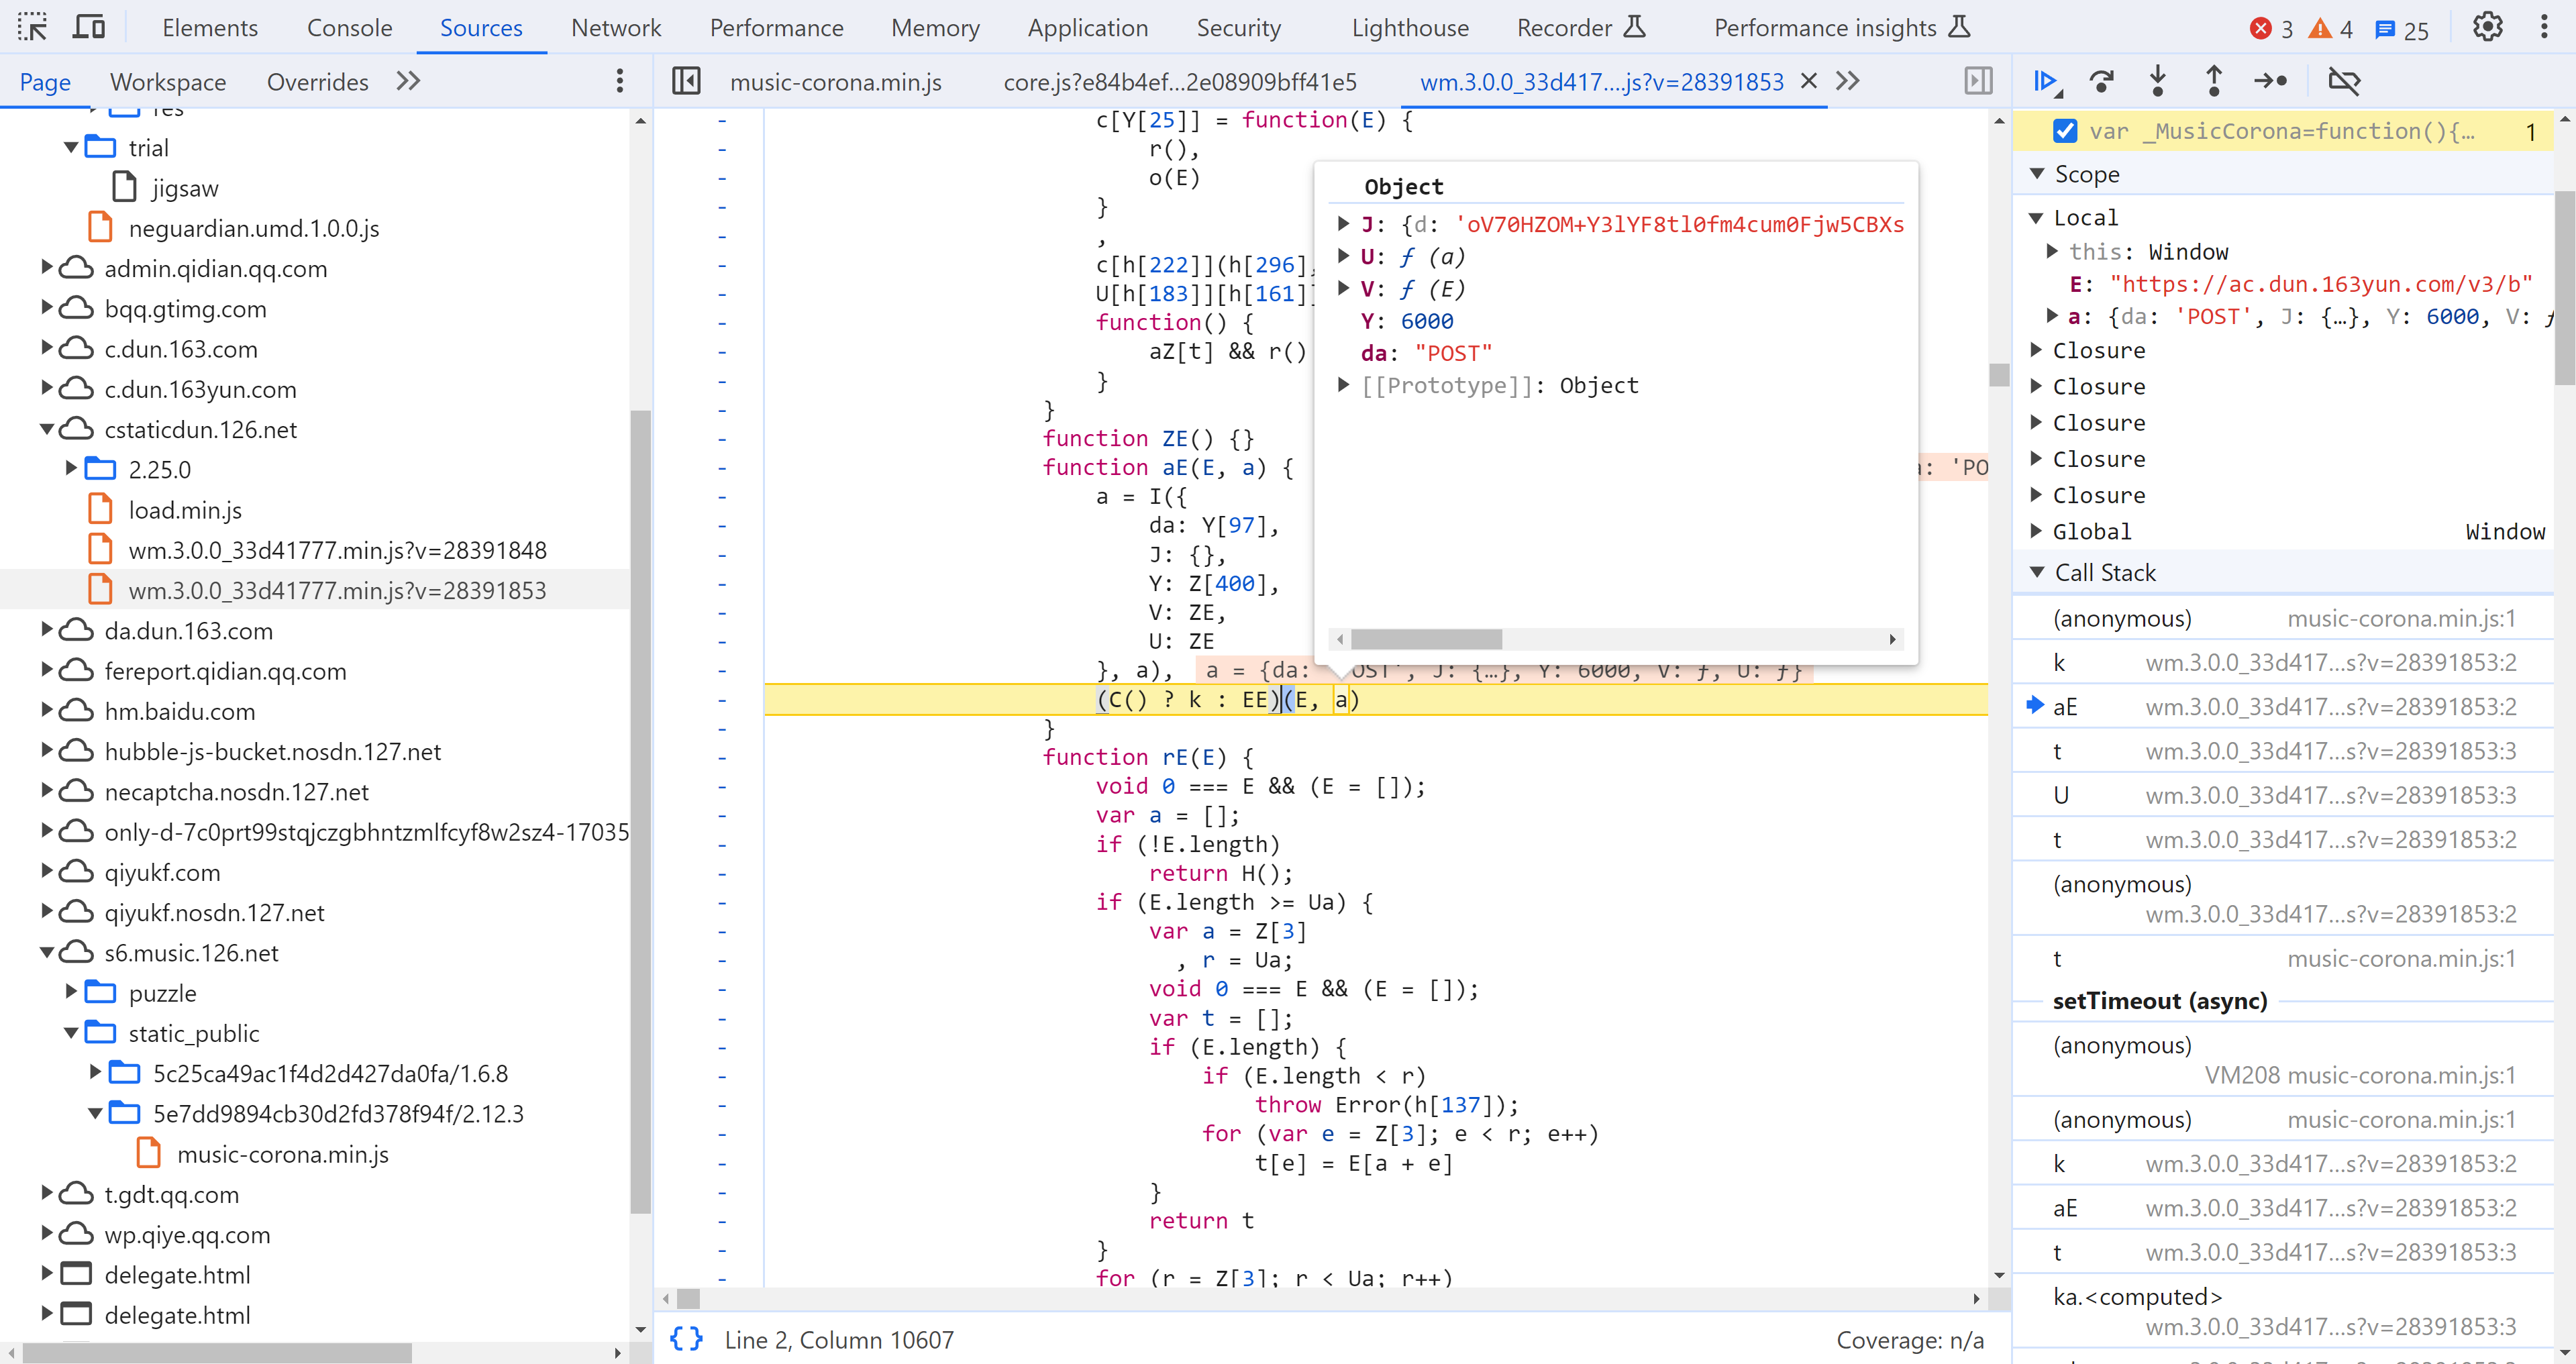 Elements Console Sources Network Performance Memory Application Security Lighthouse Recorder Performance insights 3 4 25
Page Workspace Overrides
music-corona.min.js core.js?e84b4ef...2e08909bff41e5 wm.3.0.0_33d417....js?v=28391853
res
trial
jigsaw
neguardian.umd.1.0.0.js
admin.qidian.qq.com
bqq.gtimg.com
c.dun.163.com
c.dun.163yun.com
cstaticdun.126.net
2.25.0
load.min.js
wm.3.0.0_33d41777.min.js?v=28391848
wm.3.0.0_33d41777.min.js?v=28391853
da.dun.163.com
fereport.qidian.qq.com
hm.baidu.com
hubble-js-bucket.nosdn.127.net
necaptcha.nosdn.127.net
only-d-7c0prt99stqjczgbhntzmlfcyf8w2sz4-17035
qiyukf.com
qiyukf.nosdn.127.net
s6.music.126.net
puzzle
static_public
5c25ca49ac1f4d2d427da0fa/1.6.8
5e7dd9894cb30d2fd378f94f/2.12.3
music-corona.min.js
t.gdt.qq.com
wp.qiye.qq.com
delegate.html
delegate.html
c[Y[25]] = function(E) {
r(),
o(E)
}
,
c[h[222]](h[296],
U[h[183]][h[161]]
function() {
aZ[t] && r()
}
}
function ZE() {}
function aE(E, a) { a: 'PO
a = I({
da: Y[97],
J: {},
Y: Z[400],
V: ZE,
U: ZE
}, a), a = {da: 'POST', J: {…}, Y: 6000, V: ƒ, U: ƒ}
(C() ? k : EE)(E, a)
}
function rE(E) {
void 0 === E && (E = []);
var a = [];
if (!E.length)
return H();
if (E.length >= Ua) {
var a = Z[3]
, r = Ua;
void 0 === E && (E = []);
var t = [];
if (E.length) {
if (E.length < r)
throw Error(h[137]);
for (var e = Z[3]; e < r; e++)
t[e] = E[a + e]
}
return t
}
for (r = Z[3]; r < Ua; r++)
Object
J: {d: 'oV70HZOM+Y3lYF8tl0fm4cum0Fjw5CBXs
U: ƒ (a)
V: ƒ (E)
Y: 6000
da: "POST"
[[Prototype]]: Object
{} Line 2, Column 10607 Coverage: n/a
var _MusicCorona=function(){… 1
Scope
Local
this: Window
E: "https://ac.dun.163yun.com/v3/b"
a: {da: 'POST', J: {…}, Y: 6000, V: ƒ
Closure
Closure
Closure
Closure
Closure
Global Window
Call Stack
(anonymous) music-corona.min.js:1
k wm.3.0.0_33d417...s?v=28391853:2
aE wm.3.0.0_33d417...s?v=28391853:2
t wm.3.0.0_33d417...s?v=28391853:3
U wm.3.0.0_33d417...s?v=28391853:3
t wm.3.0.0_33d417...s?v=28391853:2
(anonymous)
wm.3.0.0_33d417...s?v=28391853:2
t music-corona.min.js:1
setTimeout (async)
(anonymous)
VM208 music-corona.min.js:1
(anonymous) music-corona.min.js:1
k wm.3.0.0_33d417...s?v=28391853:2
aE wm.3.0.0_33d417...s?v=28391853:2
t wm.3.0.0_33d417...s?v=28391853:3
ka.<computed>
wm.3.0.0_33d417...s?v=28391853:3